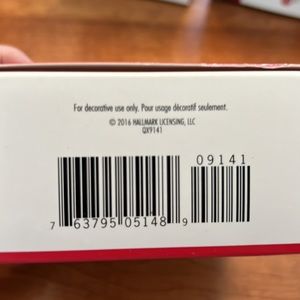 For decorative use only. Pour usage décoratif seulement.
© 2016 HALLMARK LICENSING, LLC
QX9141
09141
7 63795 05148 9